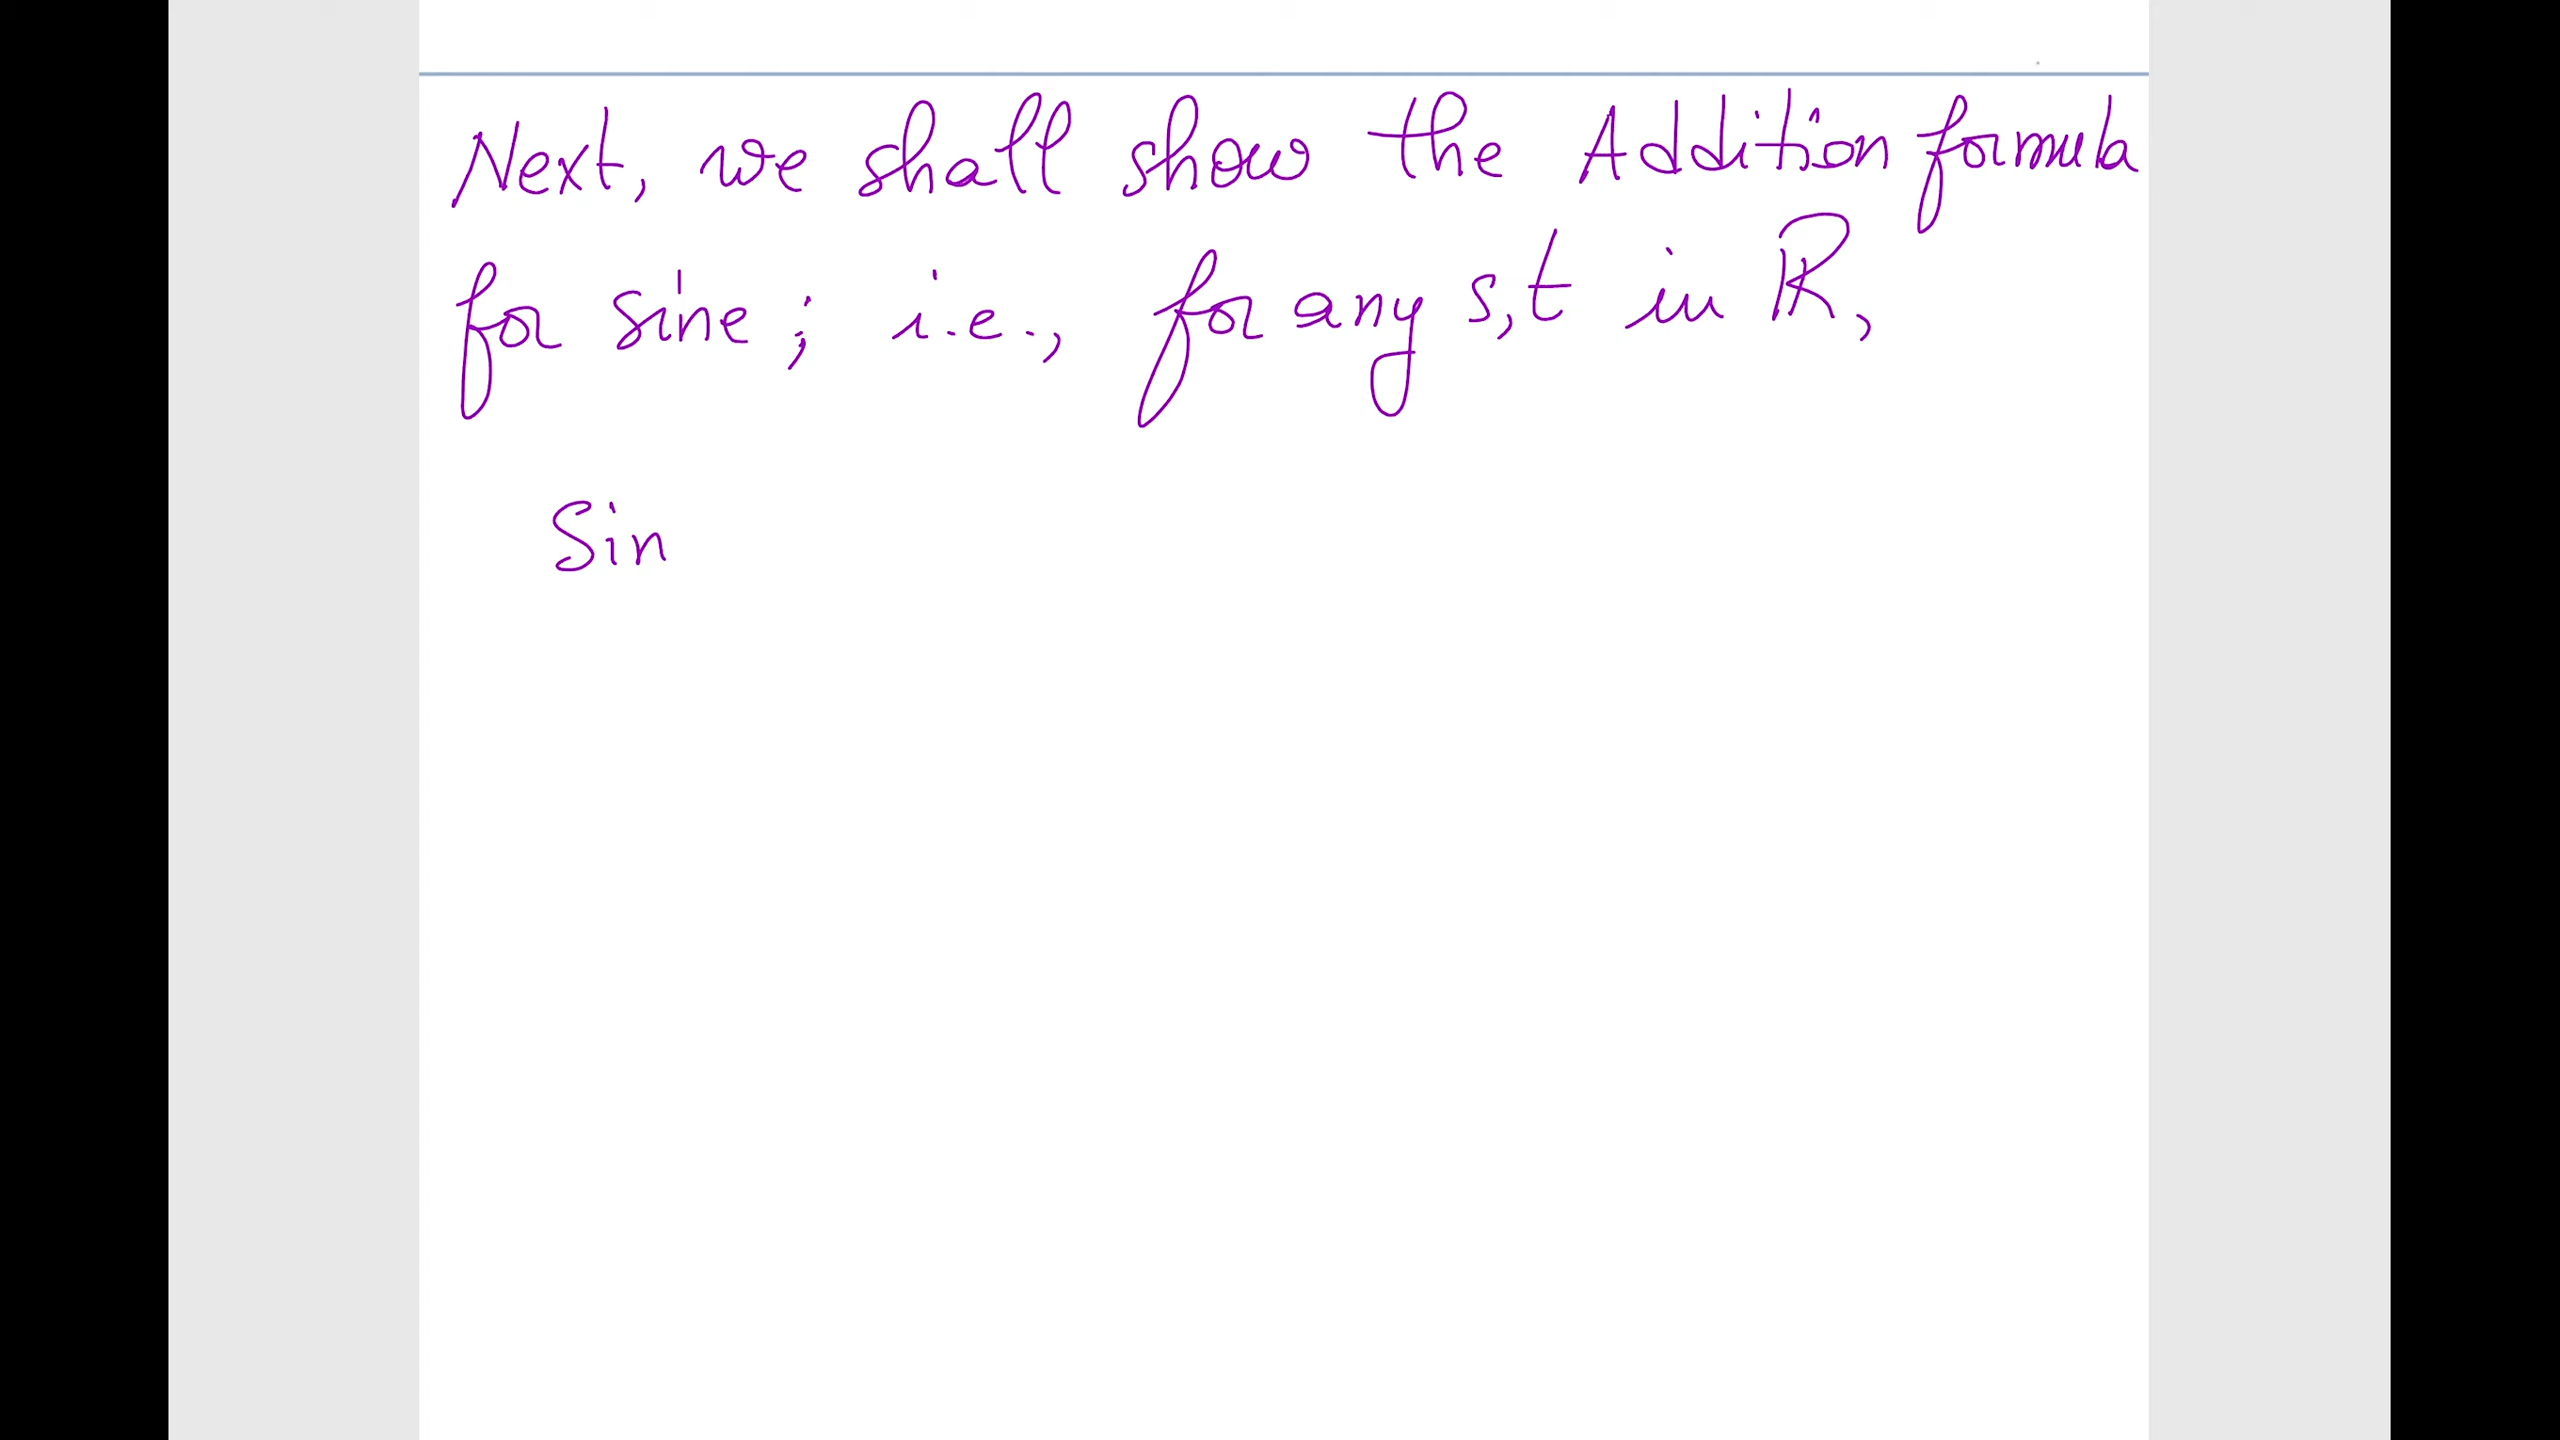 Next, we shall show the Addition formula
for sine; i.e., for any s,t in ℝ,
Sin